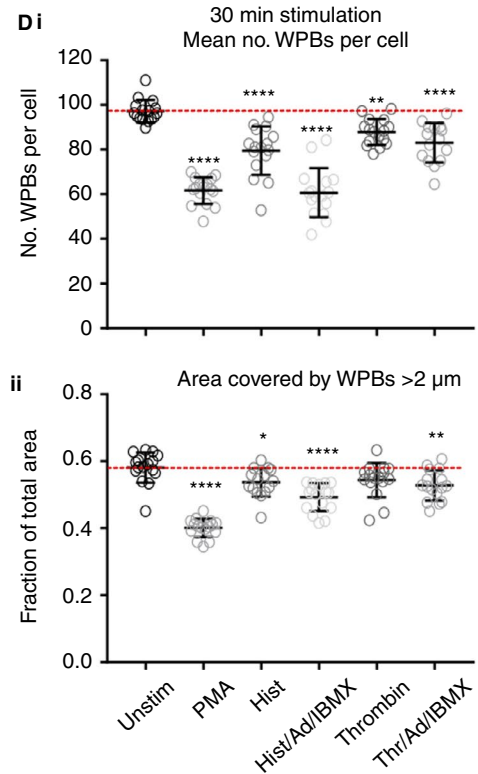 D i
30 min stimulation
Mean no. WPBs per cell
No. WPBs per cell
120
100
80
60
40
20
0
****
****
****
**
****
ii
Area covered by WPBs >2 μm
Fraction of total area
0.8
0.6
0.4
0.2
0.0
****
*
****
**
Unstim
PMA
Hist
Hist/Ad/IBMX
Thrombin
Thr/Ad/IBMX